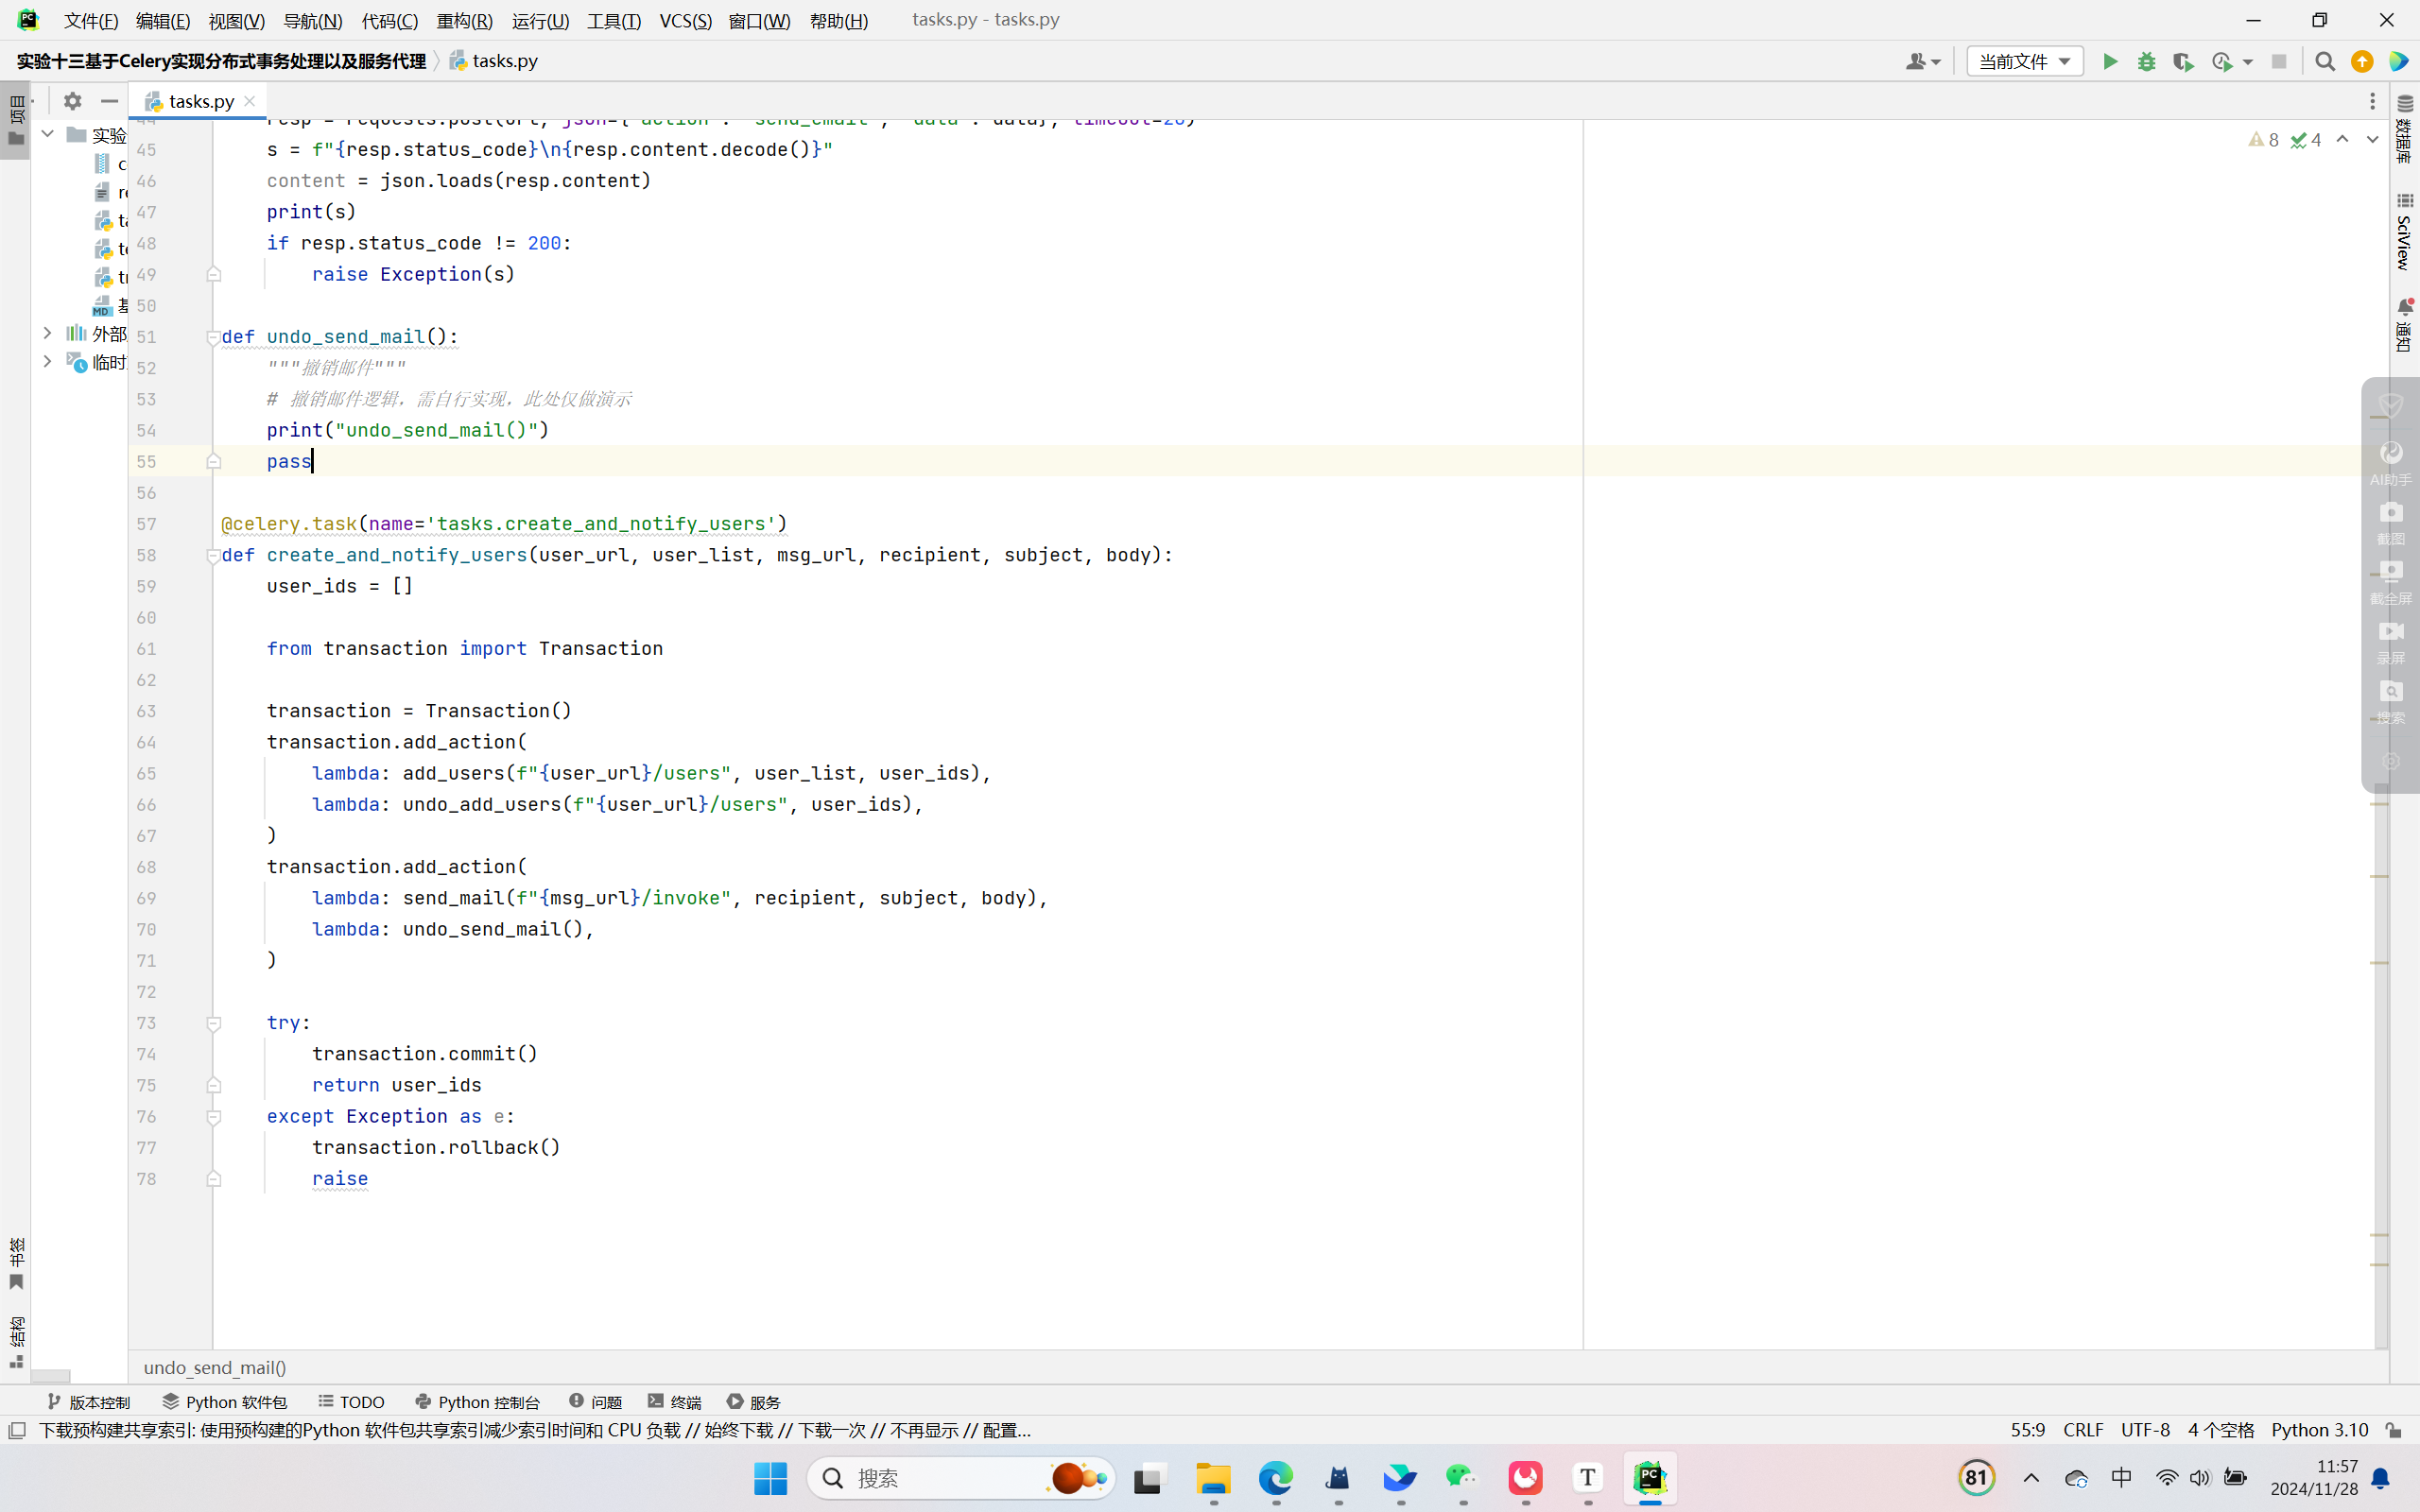 文件(F) 编辑(E) 视图(V) 导航(N) 代码(C) 重构(R) 运行(U) 工具(T) VCS(S) 窗口(W) 帮助(H) tasks.py - tasks.py
实验十三基于Celery实现分布式事务处理以及服务代理 tasks.py 当前文件
项目
tasks.py
实验
外部
临时
8 4
45 s = f"{resp.status_code}\n{resp.content.decode()}"
46 content = json.loads(resp.content)
47 print(s)
48 if resp.status_code != 200:
49 raise Exception(s)
50
51 def undo_send_mail():
52 """撤销邮件"""
53 # 撤销邮件逻辑，需自行实现，此处仅做演示
54 print("undo_send_mail()")
55 pass
56
57 @celery.task(name='tasks.create_and_notify_users')
58 def create_and_notify_users(user_url, user_list, msg_url, recipient, subject, body):
59 user_ids = []
60
61 from transaction import Transaction
62
63 transaction = Transaction()
64 transaction.add_action(
65 lambda: add_users(f"{user_url}/users", user_list, user_ids),
66 lambda: undo_add_users(f"{user_url}/users", user_ids),
67 )
68 transaction.add_action(
69 lambda: send_mail(f"{msg_url}/invoke", recipient, subject, body),
70 lambda: undo_send_mail(),
71 )
72
73 try:
74 transaction.commit()
75 return user_ids
76 except Exception as e:
77 transaction.rollback()
78 raise
数据库
SciView
通知
AI助手
截图
截全屏
录屏
搜索
书签
结构
undo_send_mail()
版本控制 Python 软件包 TODO Python 控制台 问题 终端 服务
下载预构建共享索引: 使用预构建的Python 软件包共享索引减少索引时间和 CPU 负载 // 始终下载 // 下载一次 // 不再显示 // 配置... 55:9 CRLF UTF-8 4 个空格 Python 3.10
搜索 81 中 11:57
2024/11/28